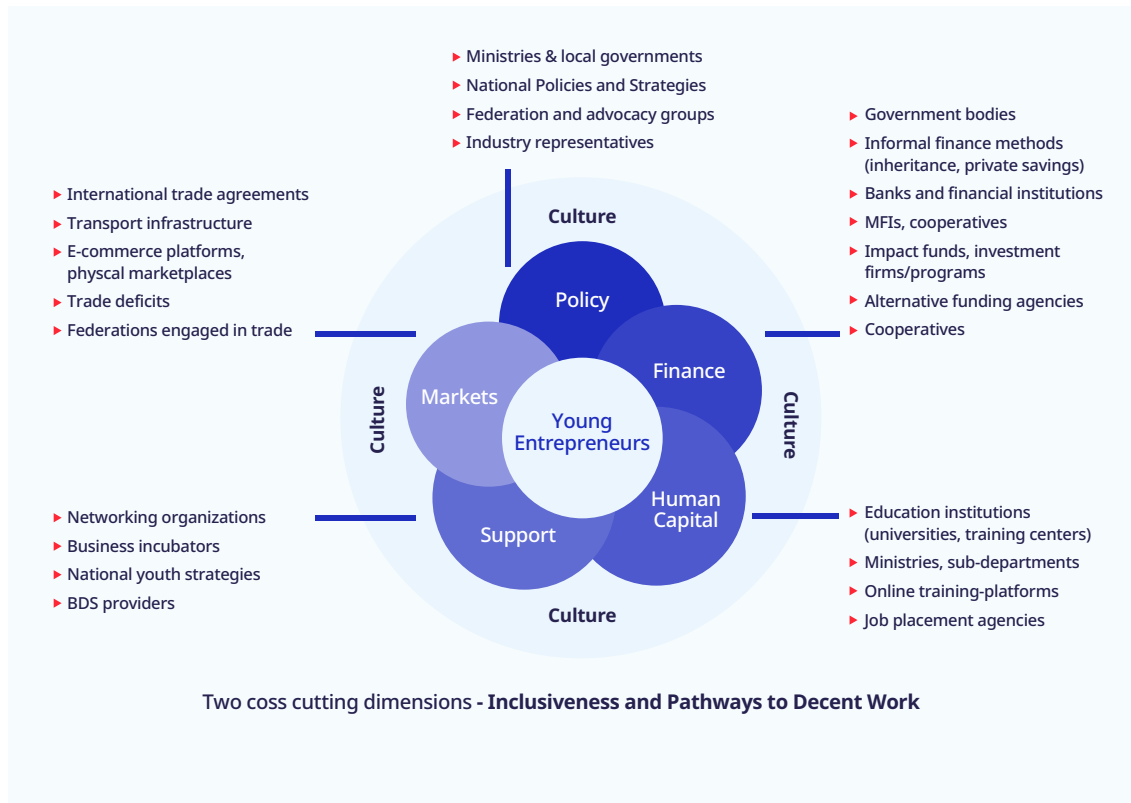 Ministries & local governments
National Policies and Strategies
Federation and advocacy groups
Industry representatives
Government bodies
Informal finance methods
(inheritance, private savings)
Banks and financial institutions
MFIs, cooperatives
Impact funds, investment
firms/programs
Alternative funding agencies
Cooperatives
International trade agreements
Transport infrastructure
E-commerce platforms,
physcal marketplaces
Trade deficits
Federations engaged in trade
Culture
Policy
Finance
Markets
Culture
Culture
Young
Entrepreneurs
Human
Capital
Support
Culture
Networking organizations
Business incubators
National youth strategies
BDS providers
Education institutions
(universities, training centers)
Ministries, sub-departments
Online training-platforms
Job placement agencies
Two coss cutting dimensions - Inclusiveness and Pathways to Decent Work